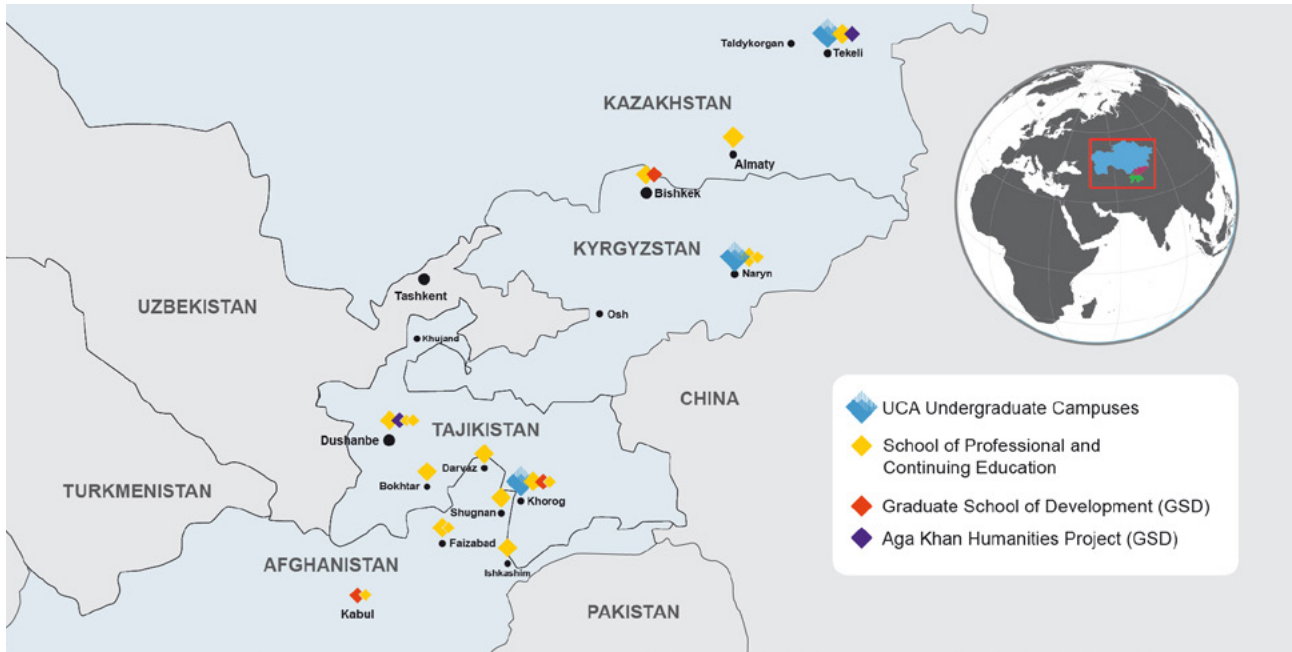 Taldykorgan
Tekeli
KAZAKHSTAN
Almaty
Bishkek
KYRGYZSTAN
Naryn
Tashkent
UZBEKISTAN
Osh
Khujand
CHINA
UCA Undergraduate Campuses
School of Professional and
Continuing Education
Graduate School of Development (GSD)
Aga Khan Humanities Project (GSD)
Dushanbe
TAJIKISTAN
Darvaz
Bokhtar
TURKMENISTAN
Khorog
Shugnan
Faizabad
AFGHANISTAN
Ishkashim
Kabul
PAKISTAN